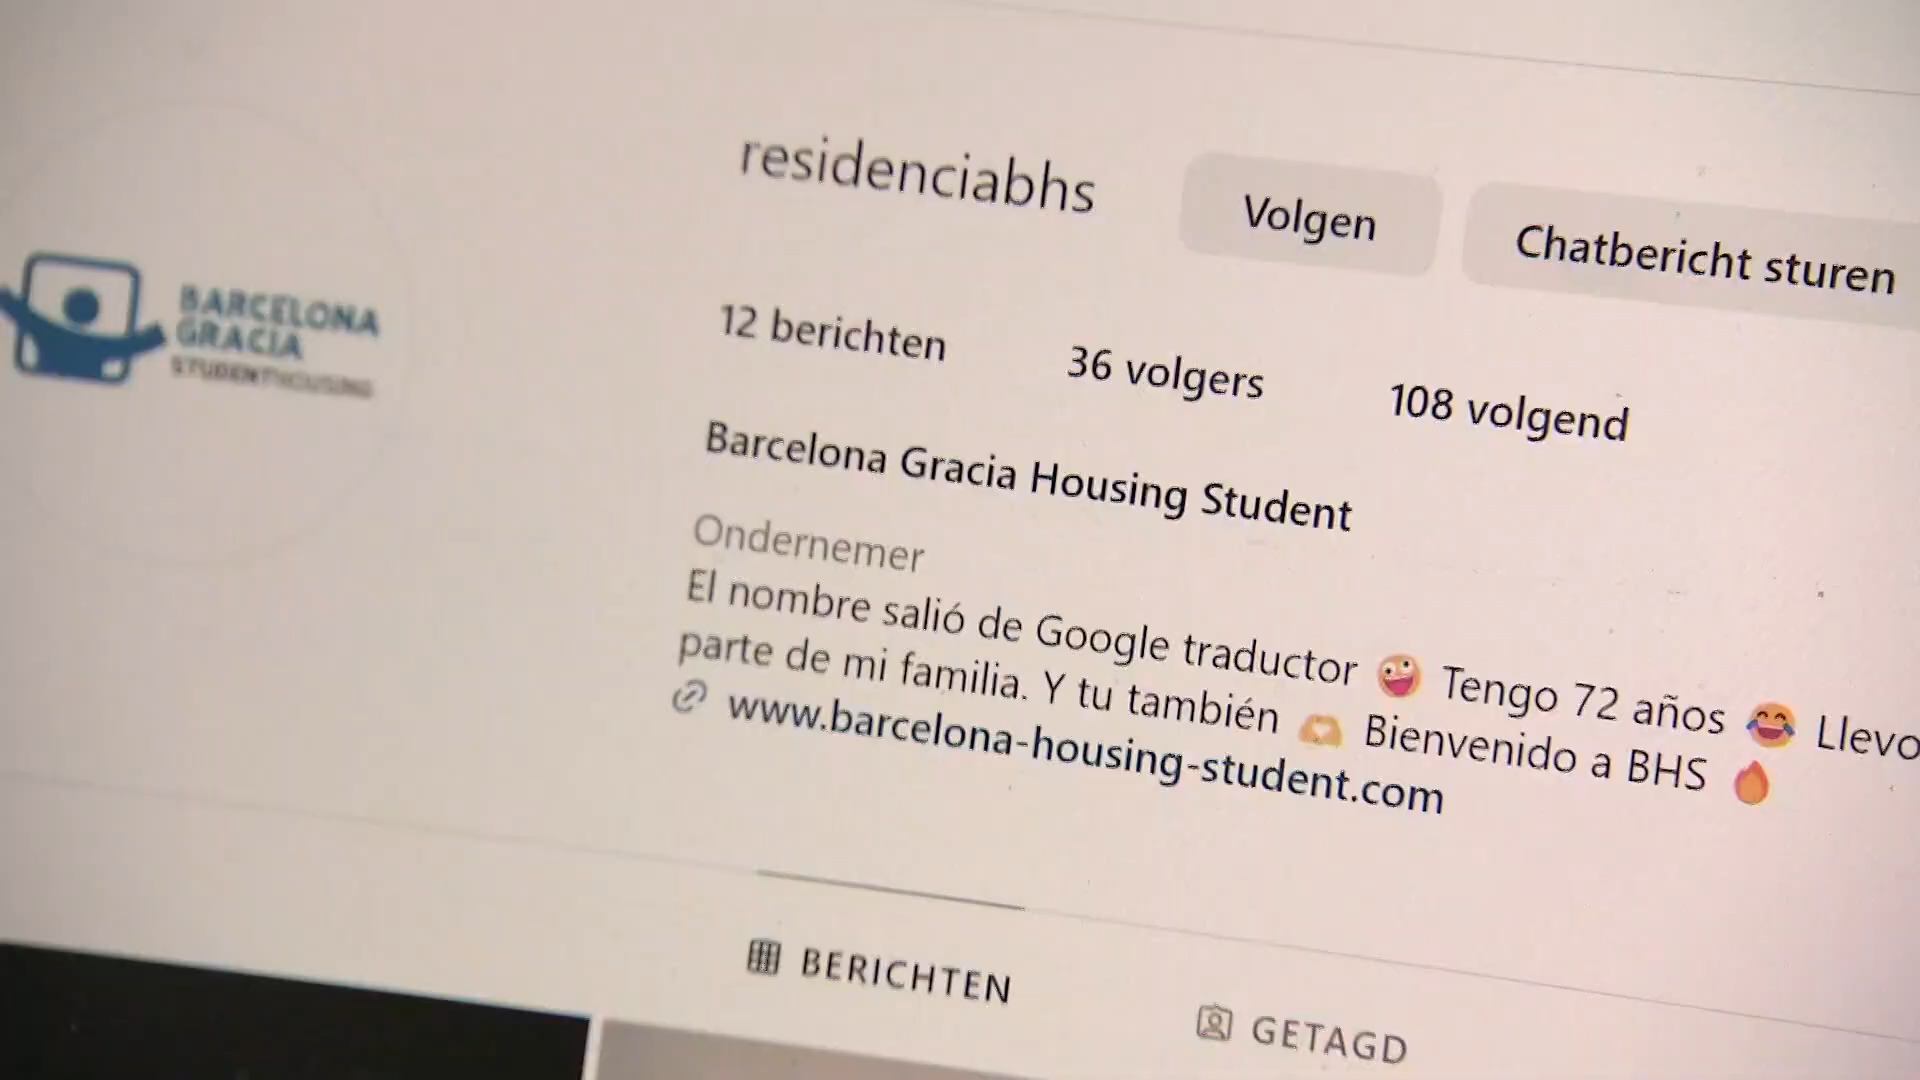 residenciabhs
Volgen
Chatbericht sturen
12 berichten
36 volgers
108 volgend
Barcelona Gracia Housing Student
Ondernemer
El nombre salió de Google traductor 🤪 Tengo 72 años 😂 Llevo
parte de mi familia. Y tu también 🫶 Bienvenido a BHS 🔥
www.barcelona-housing-student.com
BARCELONA
GRACIA
STUDENT HOUSING
BERICHTEN
GETAGD